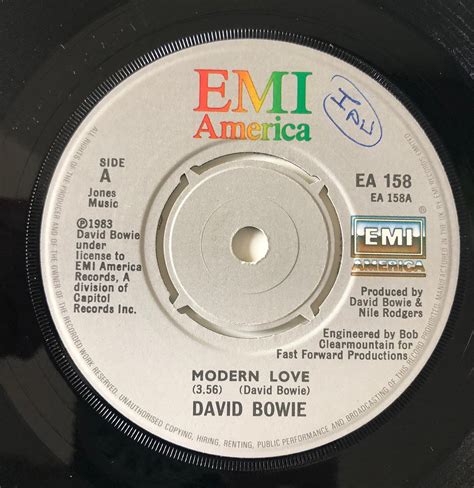 EMI
America
IAN
SIDE
A
Jones
Music
℗1983
David Bowie
under
license to
EMI America
Records, A
division of
Capitol
Records Inc.
EA 158
EA 158A
EMI
AMERICA
®
Produced by
David Bowie &
Nile Rodgers
Engineered by Bob
Clearmountain for
Fast Forward Productions
MODERN LOVE
(3.56) (David Bowie)
DAVID BOWIE
ALL RIGHTS OF THE PRODUCER AND OF THE OWNER OF THE RECORDED WORK RESERVED. UNAUTHORISED COPYING, HIRING, RENTING, PUBLIC PERFORMANCE AND BROADCASTING OF THIS RECORD PROHIBITED.